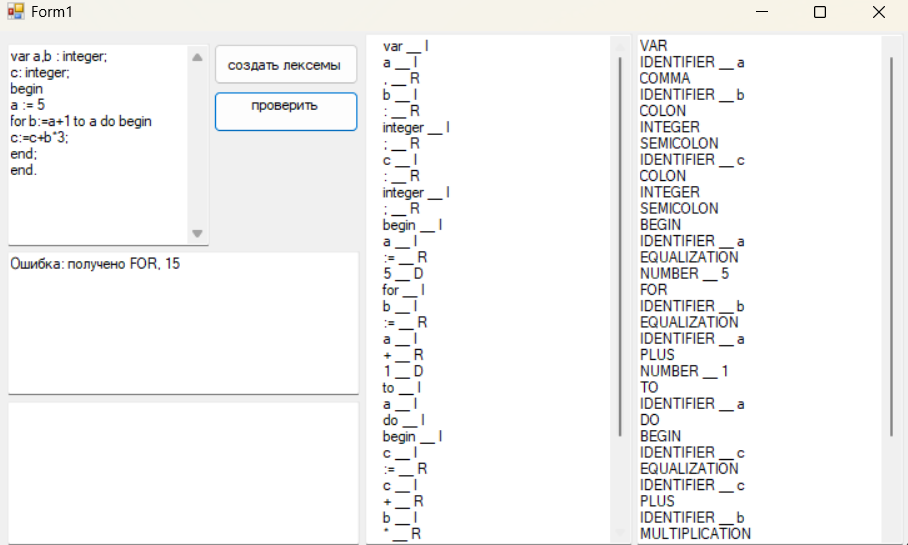 Form1
var a,b : integer;
c: integer;
begin
a := 5
for b:=a+1 to a do begin
c:=c+b*3;
end;
end.
создать лексемы
проверить
Ошибка: получено FOR, 15
var __ I
a __ I
, __ R
b __ I
: __ R
integer __ I
; __ R
c __ I
: __ R
integer __ I
; __ R
begin __ I
a __ I
:= __ R
5 __ D
for __ I
b __ I
:= __ R
a __ I
+ __ R
1 __ D
to __ I
a __ I
do __ I
begin __ I
c __ I
:= __ R
c __ I
+ __ R
b __ I
* __ R
VAR
IDENTIFIER __ a
COMMA
IDENTIFIER __ b
COLON
INTEGER
SEMICOLON
IDENTIFIER __ c
COLON
INTEGER
SEMICOLON
BEGIN
IDENTIFIER __ a
EQUALIZATION
NUMBER __ 5
FOR
IDENTIFIER __ b
EQUALIZATION
IDENTIFIER __ a
PLUS
NUMBER __ 1
TO
IDENTIFIER __ a
DO
BEGIN
IDENTIFIER __ c
EQUALIZATION
IDENTIFIER __ c
PLUS
IDENTIFIER __ b
MULTIPLICATION